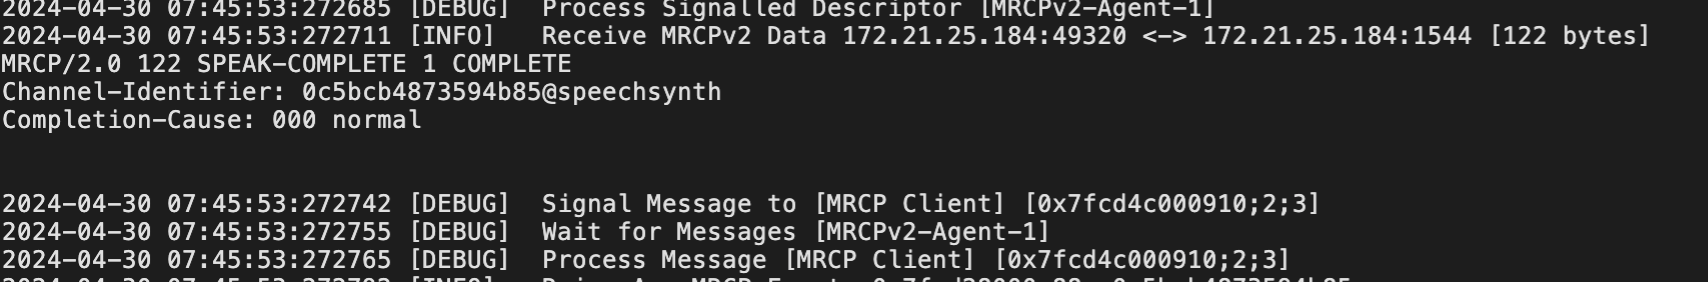 2024-04-30 07:45:53:272685 [DEBUG]  Process Signalled Descriptor [MRCPv2-Agent-1]
2024-04-30 07:45:53:272711 [INFO]   Receive MRCPv2 Data 172.21.25.184:49320 <-> 172.21.25.184:1544 [122 bytes]
MRCP/2.0 122 SPEAK-COMPLETE 1 COMPLETE
Channel-Identifier: 0c5bcb4873594b85@speechsynth
Completion-Cause: 000 normal
2024-04-30 07:45:53:272742 [DEBUG]  Signal Message to [MRCP Client] [0x7fcd4c000910;2;3]
2024-04-30 07:45:53:272755 [DEBUG]  Wait for Messages [MRCPv2-Agent-1]
2024-04-30 07:45:53:272765 [DEBUG]  Process Message [MRCP Client] [0x7fcd4c000910;2;3]